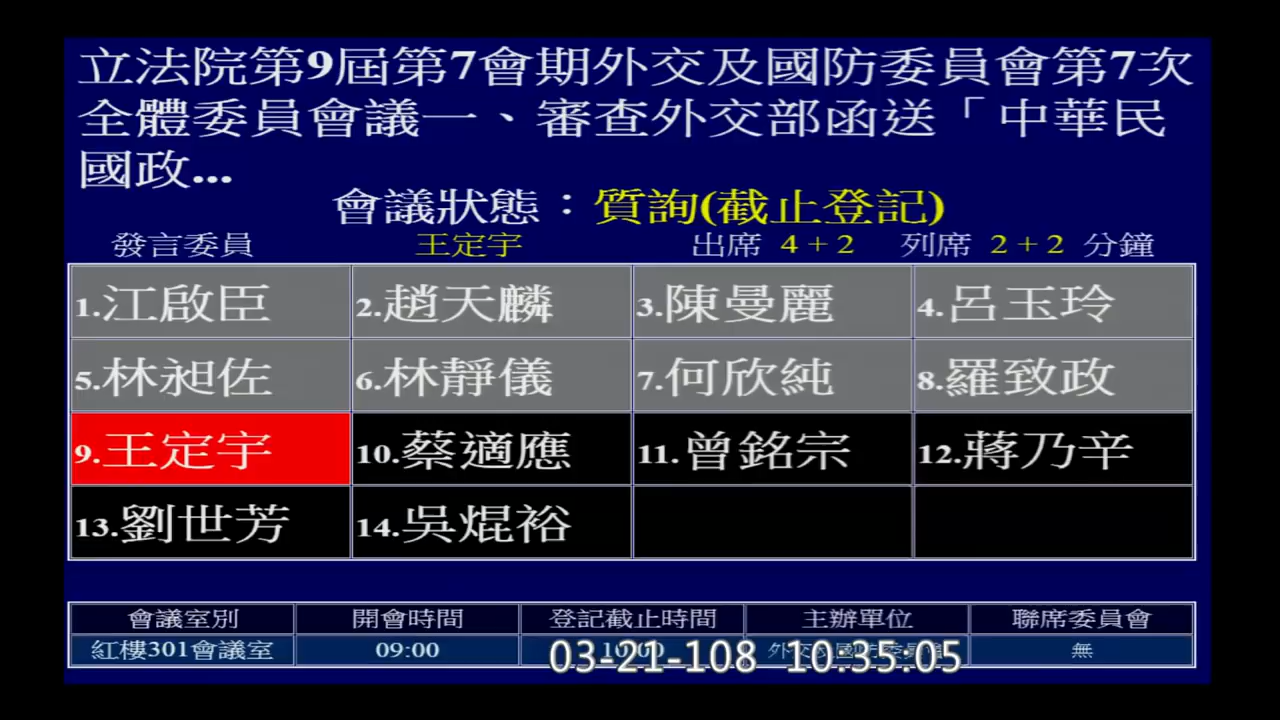 立法院第9屆第7會期外交及國防委員會第7次
全體委員會議一、審查外交部函送「中華民
國政...
會議狀態：質詢(截止登記)
發言委員 王定宇 出席 4+2 列席 2+2 分鐘
1.江啟臣 2.趙天麟 3.陳曼麗 4.呂玉玲
5.林昶佐 6.林靜儀 7.何欣純 8.羅致政
9.王定宇 10.蔡適應 11.曾銘宗 12.蔣乃辛
13.劉世芳 14.吳焜裕
會議室別 開會時間 登記截止時間 主辦單位 聯席委員會
紅樓301會議室 09:00 無
03-21-108 10:35:05